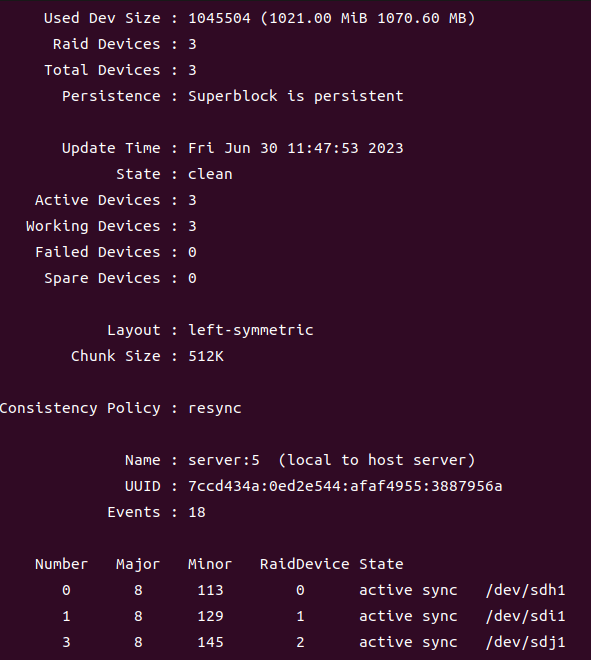 Used Dev Size : 1045504 (1021.00 MiB 1070.60 MB)
Raid Devices : 3
Total Devices : 3
Persistence : Superblock is persistent
Update Time : Fri Jun 30 11:47:53 2023
State : clean
Active Devices : 3
Working Devices : 3
Failed Devices : 0
Spare Devices : 0
Layout : left-symmetric
Chunk Size : 512K
Consistency Policy : resync
Name : server:5  (local to host server)
UUID : 7ccd434a:0ed2e544:afaf4955:3887956a
Events : 18
Number   Major   Minor   RaidDevice State
0       8      113        0      active sync   /dev/sdh1
1       8      129        1      active sync   /dev/sdi1
3       8      145        2      active sync   /dev/sdj1